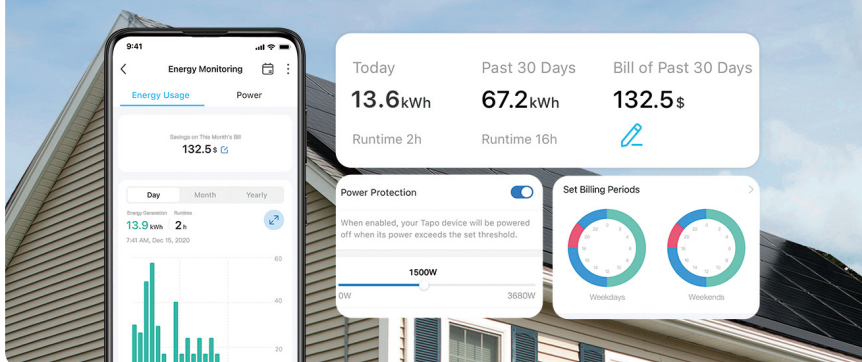 9:41
Energy Monitoring
Energy Usage Power
Savings on This Month's Bill
132.5$
Day Month Yearly
Energy Generation Runtime
13.9 kWh 2 h
7:41 AM, Dec 15, 2020
60
40
20
Today Past 30 Days Bill of Past 30 Days
13.6kWh 67.2kWh 132.5$
Runtime 2h Runtime 16h
Power Protection
When enabled, your Tapo device will be powered
off when its power exceeds the set threshold.
1500W
0W 3680W
Set Billing Periods
Weekdays Weekends